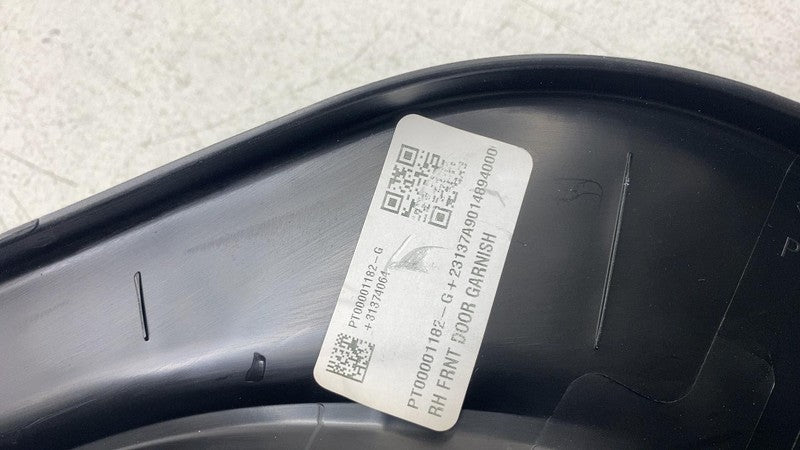 PT00001182-G
+31374064
PT00001182-G+23137A9014894000
RH FRNT DOOR GARNISH
P